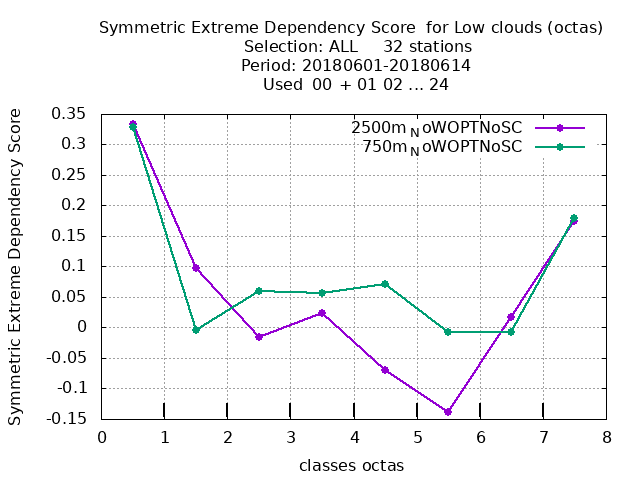 Symmetric Extreme Dependency Score  for Low clouds (octas)
Selection: ALL     32 stations
Period: 20180601-20180614
Used  00  + 01 02 ... 24
Symmetric Extreme Dependency Score
0.35
0.3
0.25
0.2
0.15
0.1
0.05
0
-0.05
-0.1
-0.15
2500m_NoWOPTNoSC
750m_NoWOPTNoSC
0 1 2 3 4 5 6 7 8
classes octas